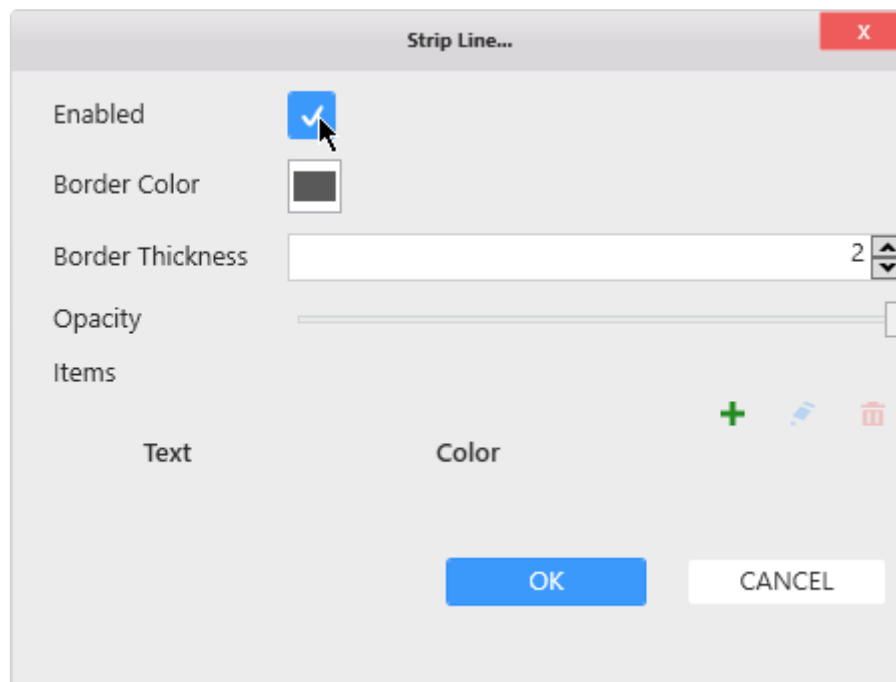 Strip Line...
X
Enabled
Border Color
Border Thickness
2
Opacity
Items
Text Color
OK CANCEL